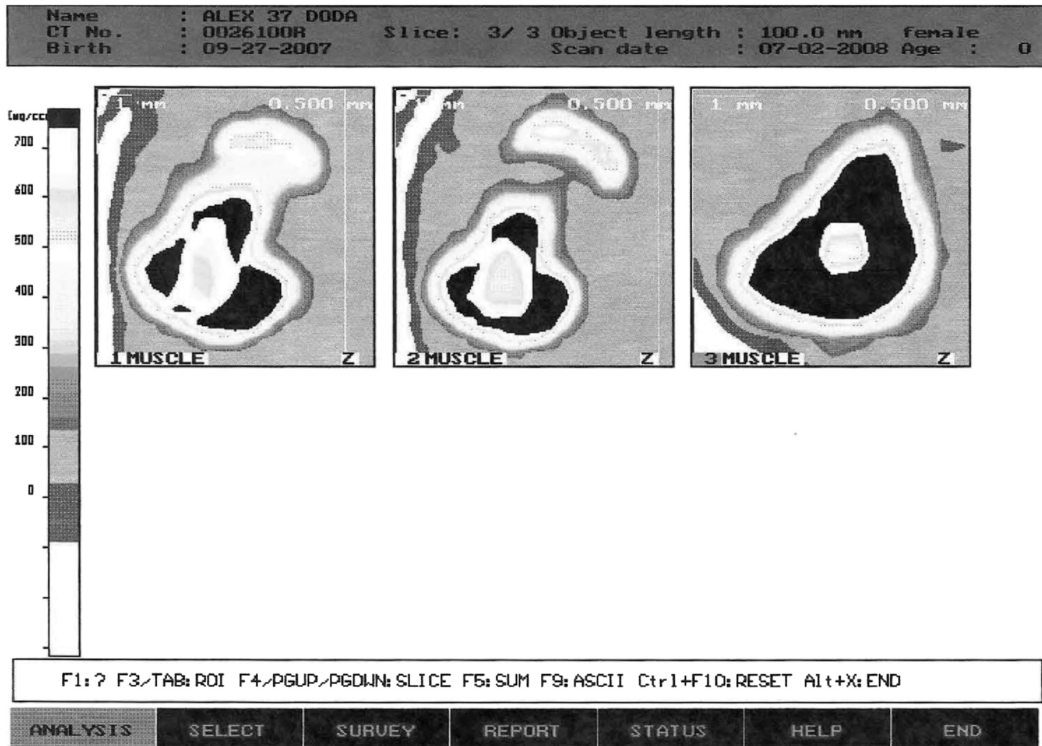 Name : ALEX 37 DODA
CT No. : 0026100R Slice: 3/ 3 Object length : 100.0 mm female
Birth : 09-27-2007 Scan date : 07-02-2008 Age : 0
[mg/cc
700
600
500
400
300
200
100
0
1 mm 0.500 mm
1 MUSCLE Z
mm 0.500 mm
2 MUSCLE Z
1 mm 0.500 mm
3 MUSCLE Z
F1:? F3/TAB:ROI F4/PGUP/PGDWN:SLICE F5:SUM F9:ASCII Ctrl+F10:RESET Alt+X:END
ANALYSIS SELECT SURVEY REPORT STATUS HELP END